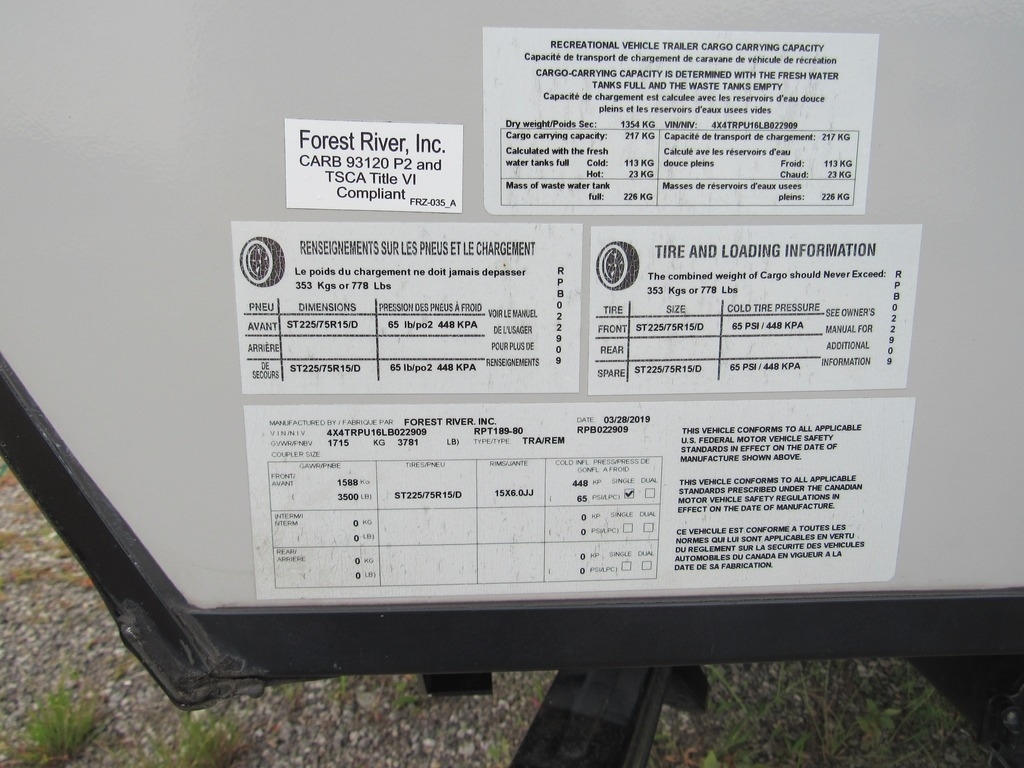 RECREATIONAL VEHICLE TRAILER CARGO CARRYING CAPACITY
Capacité de transport de chargement de caravane de véhicule de récréation
CARGO-CARRYING CAPACITY IS DETERMINED WITH THE FRESH WATER
TANKS FULL AND THE WASTE TANKS EMPTY
Capacité de chargement est calculee avec les reservoirs d'eau douce
pleins et les reservoirs d'eaux usees vides
Dry weight/Poids Sec: 1354 KG VIN/NIV: 4X4TRPU16LB022909
Cargo carrying capacity: 217 KG Capacité de transport de chargement: 217 KG
Calculated with the fresh Calculé ave les réservoirs d'eau
water tanks full Cold: 113 KG douce pleins Froid: 113 KG
Hot: 23 KG Chaud: 23 KG
Mass of waste water tank Masses de réservoirs d'eaux usees
full: 226 KG pleins: 226 KG
Forest River, Inc.
CARB 93120 P2 and
TSCA Title VI
Compliant FRZ-035_A
RENSEIGNEMENTS SUR LES PNEUS ET LE CHARGEMENT
Le poids du chargement ne doit jamais depasser
353 Kgs or 778 Lbs
PNEU DIMENSIONS PRESSION DES PNEUS À FROID
AVANT ST225/75R15/D 65 lb/po2 448 KPA
ARRIÈRE
DE SECOURS ST225/75R15/D 65 lb/po2 448 KPA
VOIR LE MANUEL
DE L'USAGER
POUR PLUS DE
RENSEIGNEMENTS
RPB022909
TIRE AND LOADING INFORMATION
The combined weight of Cargo should Never Exceed:
353 Kgs or 778 Lbs
TIRE SIZE COLD TIRE PRESSURE
FRONT ST225/75R15/D 65 PSI / 448 KPA
REAR
SPARE ST225/75R15/D 65 PSI / 448 KPA
SEE OWNER'S
MANUAL FOR
ADDITIONAL
INFORMATION
RPB022909
MANUFACTURED BY / FABRIQUE PAR FOREST RIVER. INC. DATE 03/28/2019
VIN/NIV 4X4TRPU16LB022909 RPT189-80 RPB022909
GVWR/PNBV 1715 KG 3781 LB) TYPE/TYPE TRA/REM
COUPLER SIZE
GAWR/PNBE TIRES/PNEU RIMS/JANTE COLD INFL PRESS/PRESS DE
GONFL A FROID
FRONT/
AVANT 1588 KG 448 KP SINGLE DUAL
( 3500 LB) ST225/75R15/D 15X6.0JJ ( 65 PSI/LPC)
INTERM/
INTERM 0 KG 0 KP SINGLE DUAL
( 0 LB) ( 0 PSI/LPC)
REAR/
ARRIERE 0 KG 0 KP SINGLE DUAL
( 0 LB) ( 0 PSI/LPC)
THIS VEHICLE CONFORMS TO ALL APPLICABLE
U.S. FEDERAL MOTOR VEHICLE SAFETY
STANDARDS IN EFFECT ON THE DATE OF
MANUFACTURE SHOWN ABOVE.
THIS VEHICLE CONFORMS TO ALL APPLICABLE
STANDARDS PRESCRIBED UNDER THE CANADIAN
MOTOR VEHICLE SAFETY REGULATIONS IN
EFFECT ON THE DATE OF MANUFACTURE.
CE VEHICULE EST CONFORME A TOUTES LES
NORMES QUI LUI SONT APPLICABLES EN VERTU
DU REGLEMENT SUR LA SECURITE DES VEHICULES
AUTOMOBILES DU CANADA EN VIGUEUR A LA
DATE DE SA FABRICATION.